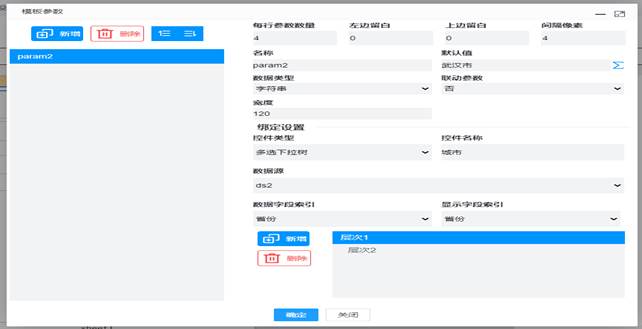 模板参数
新增 删除
param2
每行参数数量 左边留白 上边留白 间隔像素
4 0 0 4
名称 默认值
param2 武汉市
数据类型 联动参数
字符串 否
宽度
120
绑定设置
控件类型 控件名称
多选下拉树 城市
数据源
ds2
数据字段索引 显示字段索引
省份 省份
新增 层次1
删除 层次2
确定 关闭